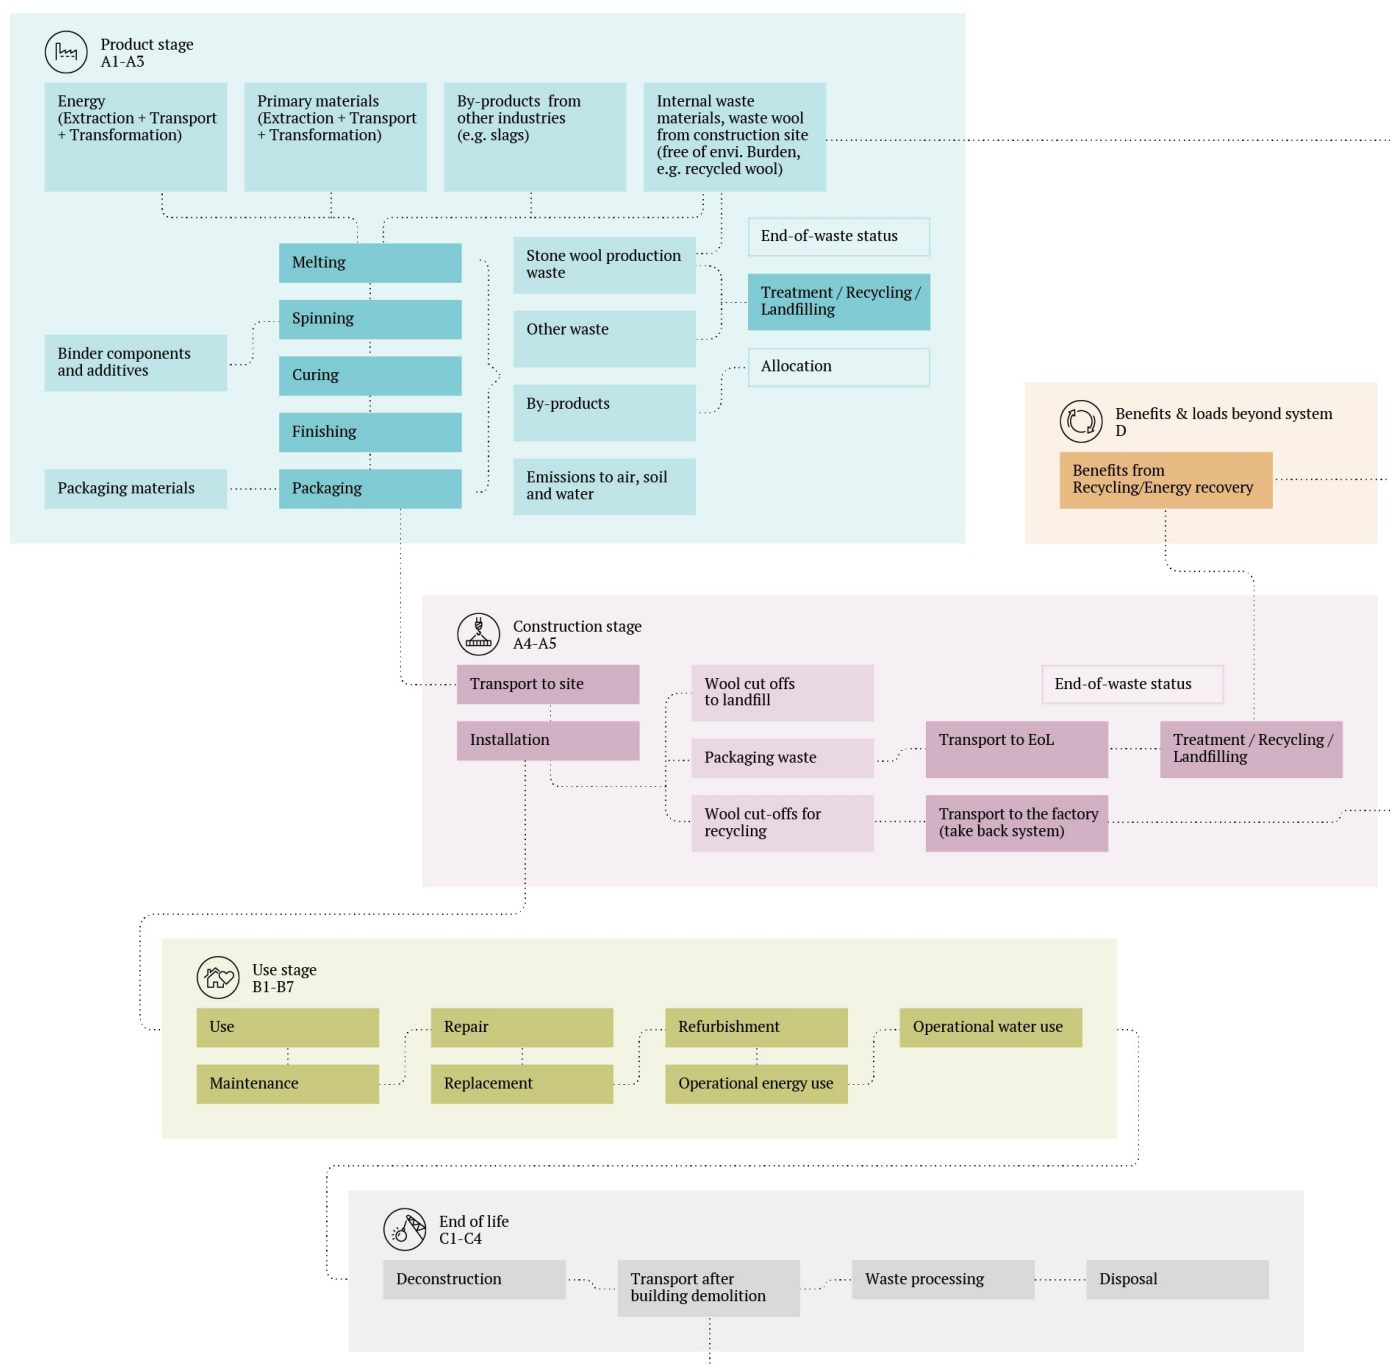 Product stage
A1-A3
Energy
(Extraction + Transport
+ Transformation)
Primary materials
(Extraction + Transport
+ Transformation)
By-products from
other industries
(e.g. slags)
Internal waste
materials, waste wool
from construction site
(free of envi. Burden,
e.g. recycled wool)
Melting
Spinning
Curing
Finishing
Packaging
Binder components
and additives
Packaging materials
Stone wool production
waste
Other waste
By-products
Emissions to air, soil
and water
End-of-waste status
Treatment / Recycling /
Landfilling
Allocation
Benefits & loads beyond system
D
Benefits from
Recycling/Energy recovery
Construction stage
A4-A5
Transport to site
Installation
Wool cut offs
to landfill
Packaging waste
Wool cut-offs for
recycling
End-of-waste status
Transport to EoL
Treatment / Recycling /
Landfilling
Transport to the factory
(take back system)
Use stage
B1-B7
Use
Maintenance
Repair
Replacement
Refurbishment
Operational energy use
Operational water use
End of life
C1-C4
Deconstruction
Transport after
building demolition
Waste processing
Disposal